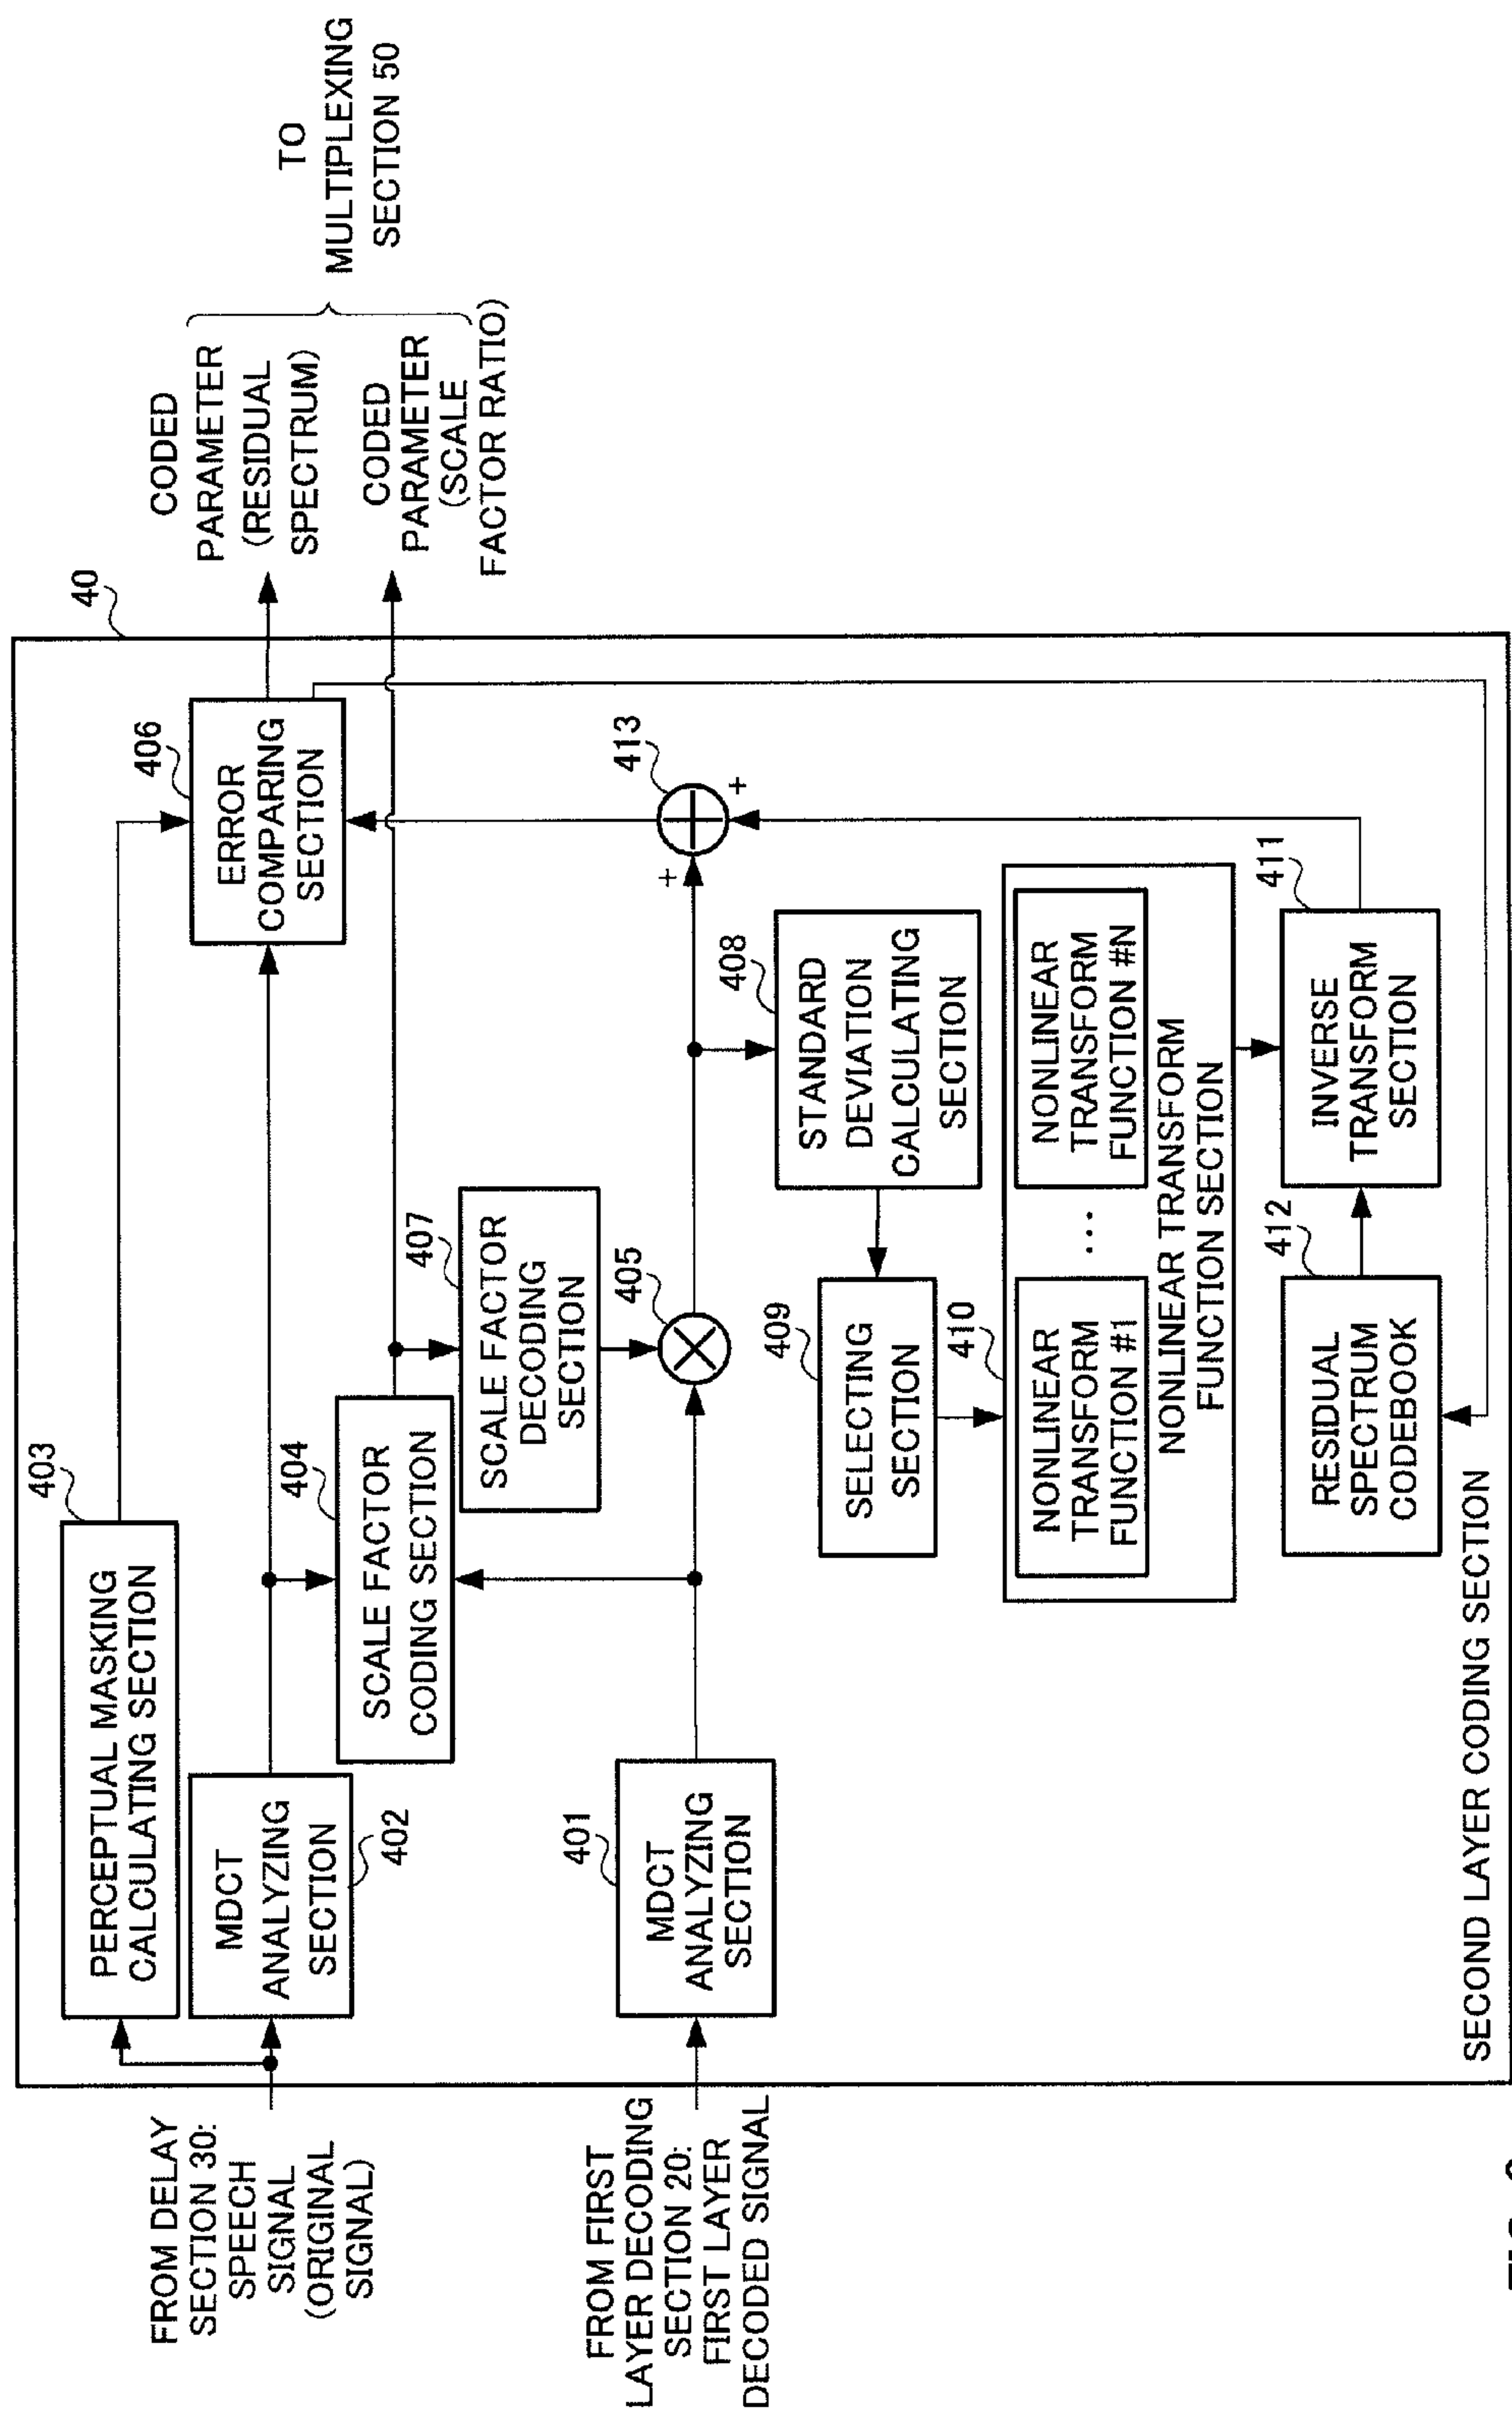 FROM DELAY
SECTION 30:
SPEECH
SIGNAL
(ORIGINAL
SIGNAL)
FROM FIRST
LAYER DECODING
SECTION 20:
FIRST LAYER
DECODED SIGNAL
40
403
PERCEPTUAL MASKING
CALCULATING SECTION
MDCT
ANALYZING
SECTION
402
401
MDCT
ANALYZING
SECTION
404
SCALE FACTOR
CODING SECTION
407
SCALE FACTOR
DECODING
SECTION
405
406
ERROR
COMPARING
SECTION
413
+
+
408
STANDARD
DEVIATION
CALCULATING
SECTION
409
SELECTING
SECTION
410
NONLINEAR
TRANSFORM
FUNCTION #1
...
NONLINEAR
TRANSFORM
FUNCTION #N
NONLINEAR TRANSFORM
FUNCTION SECTION
412
RESIDUAL
SPECTRUM
CODEBOOK
411
INVERSE
TRANSFORM
SECTION
SECOND LAYER CODING SECTION
CODED
PARAMETER
(RESIDUAL
SPECTRUM)
CODED
PARAMETER
(SCALE
FACTOR RATIO)
TO
MULTIPLEXING
SECTION 50